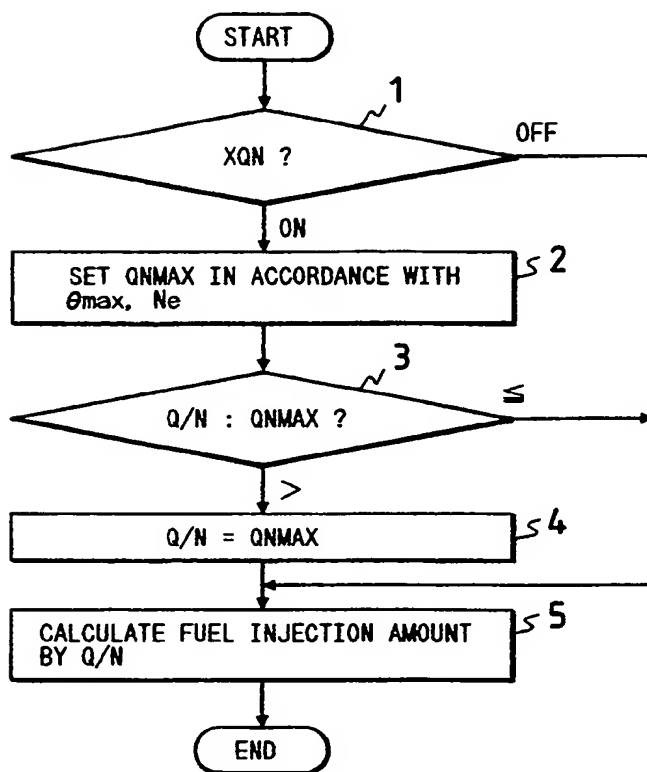 START
1
XQN ?
OFF
ON
SET QNMAX IN ACCORDANCE WITH
θmax, Ne
2
3
Q/N : QNMAX ?
≦
>
Q/N = QNMAX
4
CALCULATE FUEL INJECTION AMOUNT
BY Q/N
5
END